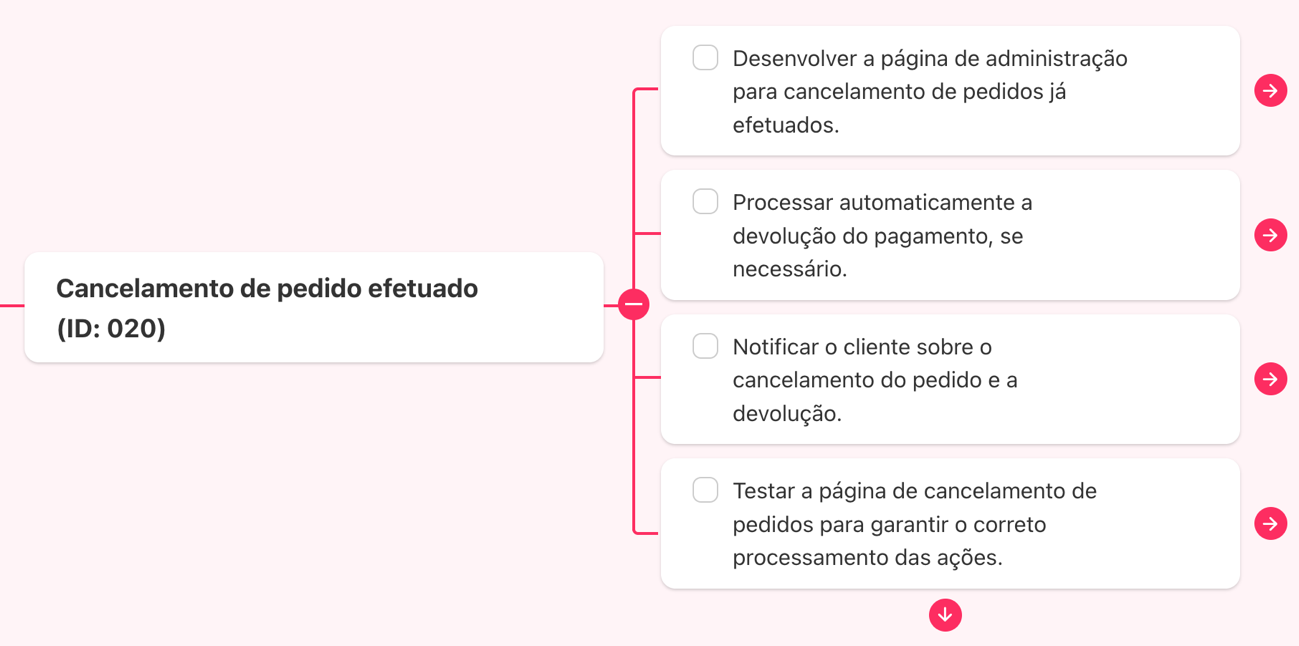 Cancelamento de pedido efetuado
(ID: 020)
Desenvolver a página de administração
para cancelamento de pedidos já
efetuados.
Processar automaticamente a
devolução do pagamento, se
necessário.
Notificar o cliente sobre o
cancelamento do pedido e a
devolução.
Testar a página de cancelamento de
pedidos para garantir o correto
processamento das ações.